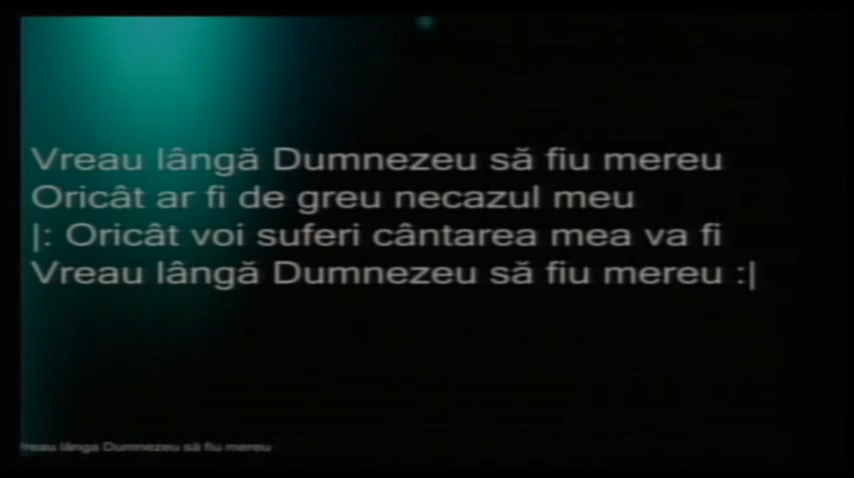 Vreau lângă Dumnezeu să fiu mereu
Oricât ar fi de greu necazul meu
|: Oricât voi suferi cântarea mea va fi
Vreau lângă Dumnezeu să fiu mereu :|
Vreau lânga Dumnezeu să fiu mereu